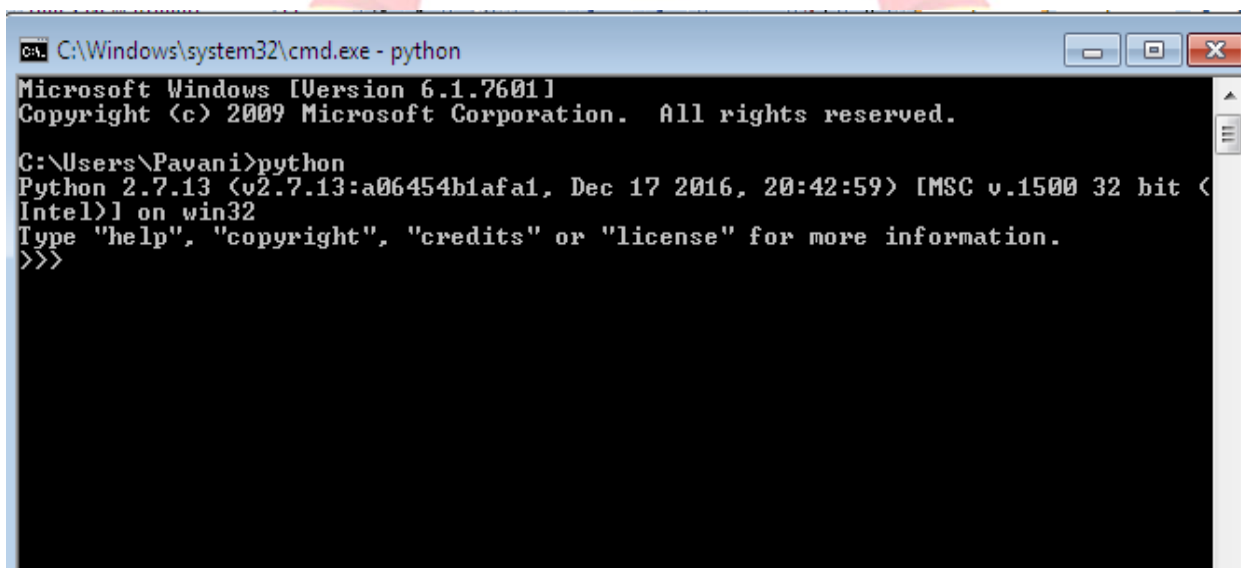 C:\Windows\system32\cmd.exe - python
Microsoft Windows [Version 6.1.7601]
Copyright (c) 2009 Microsoft Corporation.  All rights reserved.
C:\Users\Pavani>python
Python 2.7.13 (v2.7.13:a06454b1afa1, Dec 17 2016, 20:42:59) [MSC v.1500 32 bit (
Intel)] on win32
Type "help", "copyright", "credits" or "license" for more information.
>>>